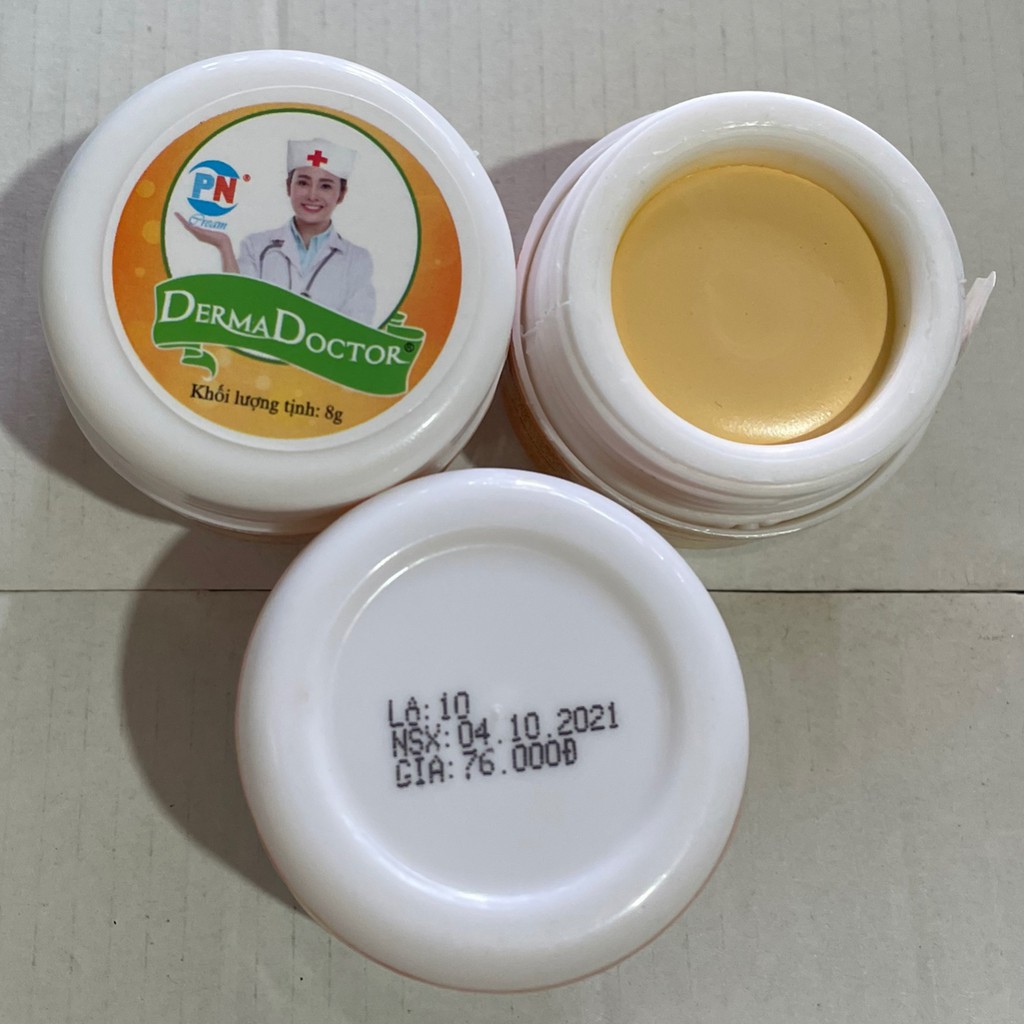 PN®
Cream
DERMADOCTOR®
Khối lượng tịnh: 8g
LÔ: 10
NSX: 04.10.2021
GIÁ: 76.000Đ